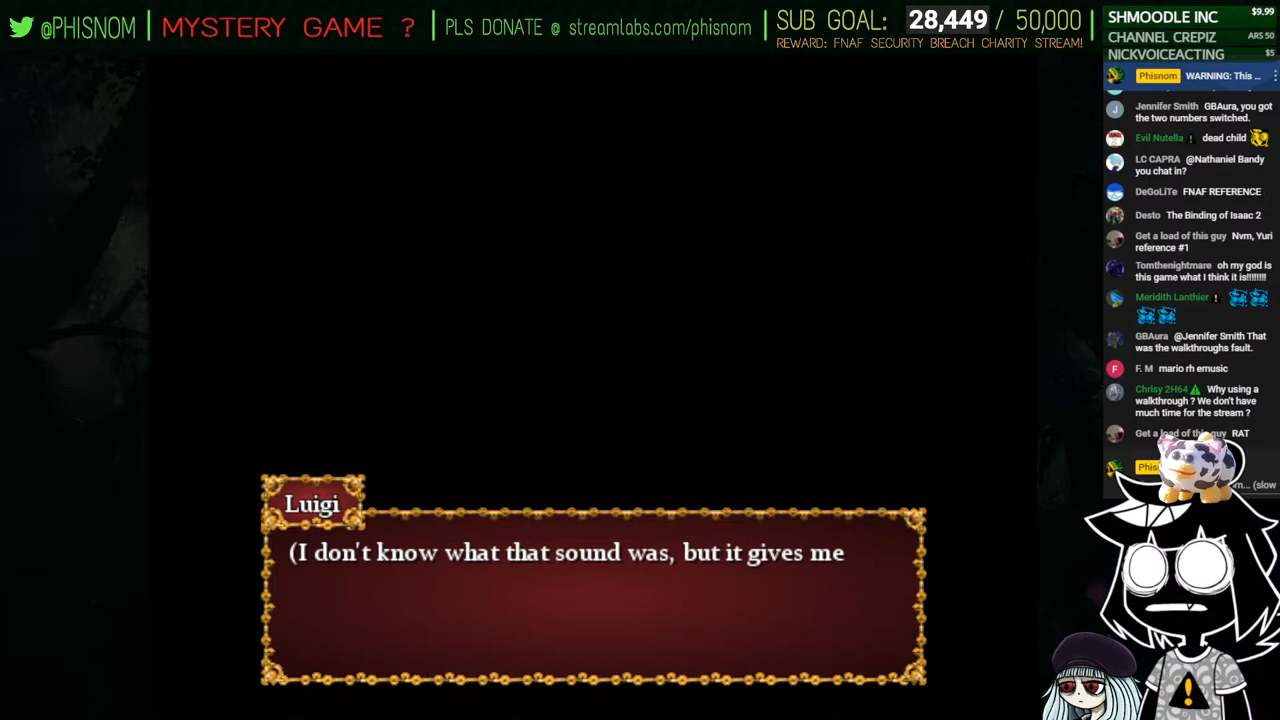 @PHISNOM
MYSTERY GAME ?
PLS DONATE @ streamlabs.com/phisnom
SUB GOAL: 28,449 / 50,000
REWARD: FNAF SECURITY BREACH CHARITY STREAM!
SHMOODLE INC $9.99
CHANNEL CREPIZ ARS 50
NICKVOICEACTING $5
Phisnom WARNING: This ...
Jennifer Smith GBAura, you got
the two numbers switched.
Evil Nutella dead child
LC CAPRA @Nathaniel Bandy
you chat in?
DeGoLiTe FNAF REFERENCE
Desto The Binding of Isaac 2
Get a load of this guy Nvm, Yuri
reference #1
Tomthenightmare oh my god is
this game what I think it is!!!!!!!!
Meridith Lanthier
GBAura @Jennifer Smith That
was the walkthroughs fault.
F. M mario rh emusic
Chrisy 2H64 Why using a
walkthrough ? We don't have
much time for the stream ?
Get a load of this guy RAT
Phis
(slow
Luigi
(I don't know what that sound was, but it gives me